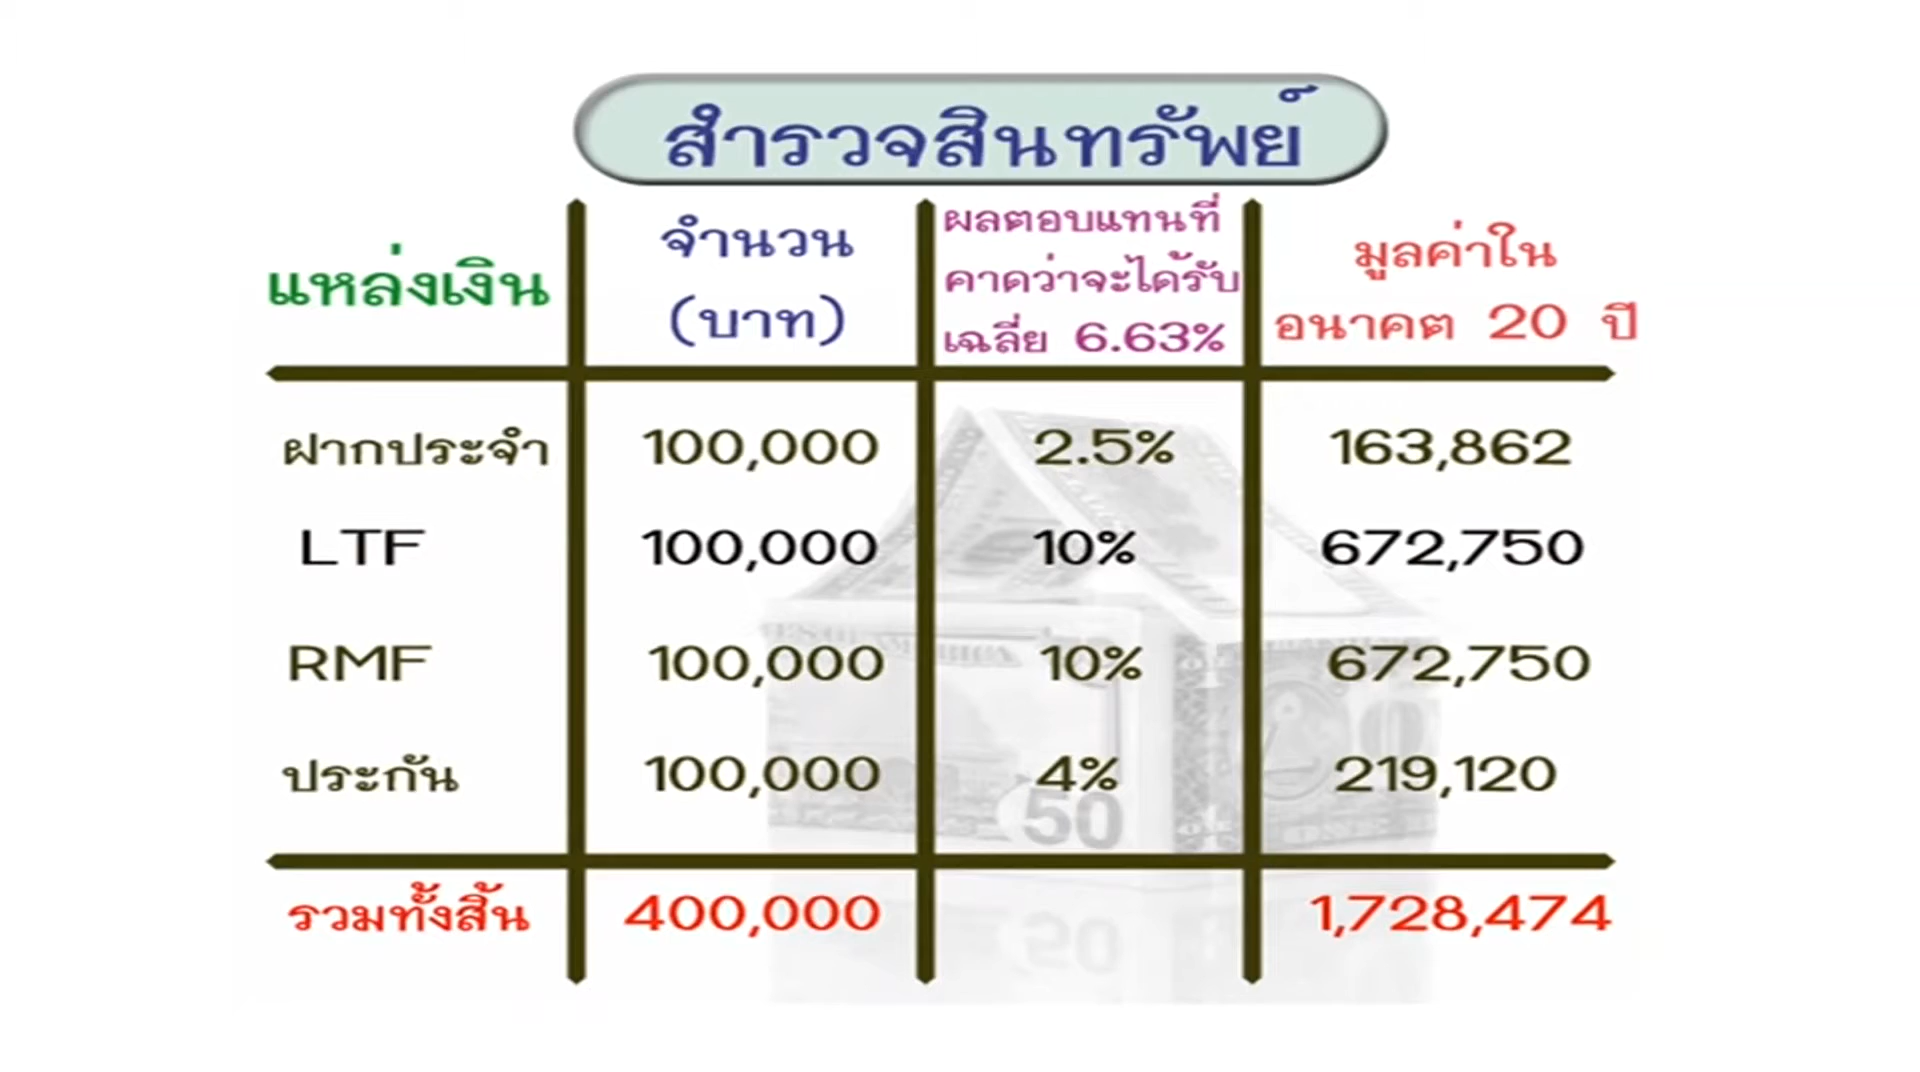 สำรวจสินทรัพย์
แหล่งเงิน
จำนวน
(บาท)
ผลตอบแทนที่
คาดว่าจะได้รับ
เฉลี่ย 6.63%
มูลค่าใน
อนาคต 20 ปี
ฝากประจำ 100,000 2.5% 163,862
LTF 100,000 10% 672,750
RMF 100,000 10% 672,750
ประกัน 100,000 4% 219,120
50
รวมทั้งสิ้น 400,000 1,728,474